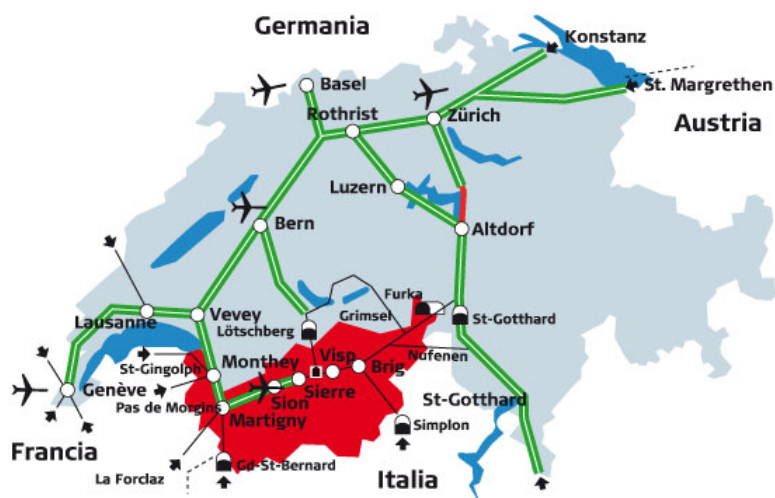 Germania
Konstanz
Basel
St. Margrethen
Rothrist
Zürich
Austria
Luzern
Bern
Altdorf
Furka
Grimsel
Lausanne
Vevey
Lötschberg
St-Gotthard
Nufenen
St-Gingolph
Monthey
Visp
Brig
Genève
Sierre
Sion
Pas de Morgins
Martigny
St-Gotthard
Simplon
Francia
Gd-St-Bernard
Italia
La Forclaz